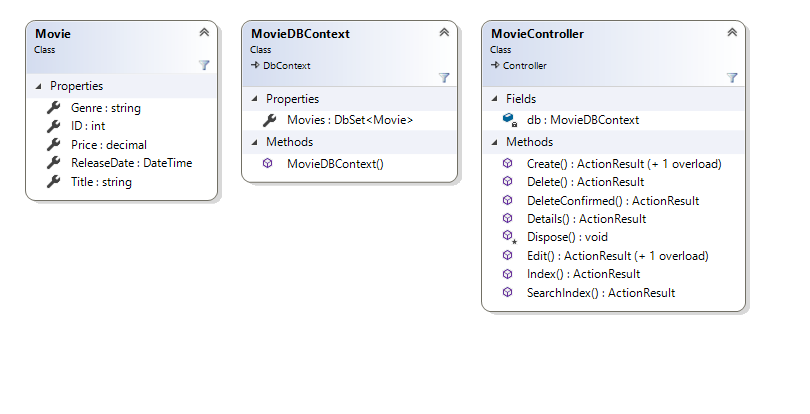 Movie
Class
Properties
Genre : string
ID : int
Price : decimal
ReleaseDate : DateTime
Title : string
MovieDBContext
Class
DbContext
Properties
Movies : DbSet<Movie>
Methods
MovieDBContext()
MovieController
Class
Controller
Fields
db : MovieDBContext
Methods
Create() : ActionResult (+ 1 overload)
Delete() : ActionResult
DeleteConfirmed() : ActionResult
Details() : ActionResult
Dispose() : void
Edit() : ActionResult (+ 1 overload)
Index() : ActionResult
SearchIndex() : ActionResult